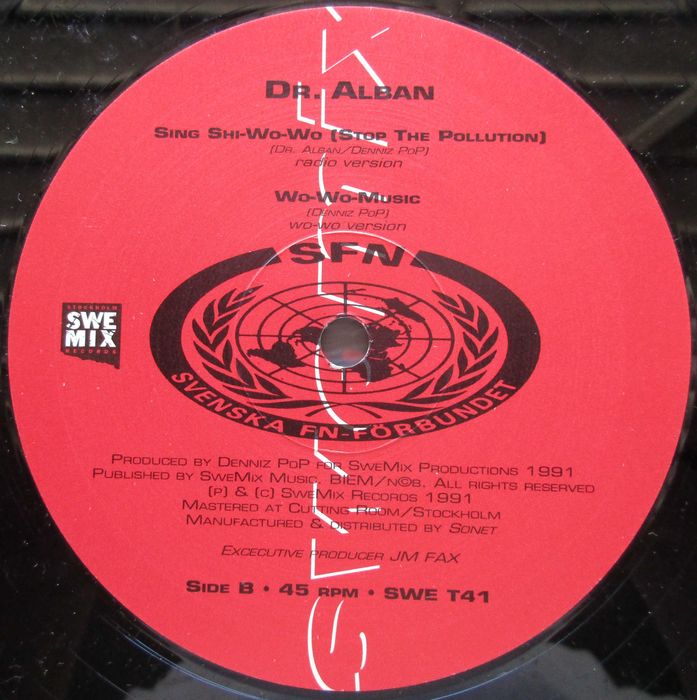 Dr. Alban
Sing Shi-Wo-Wo (Stop The Pollution)
(Dr. Alban/Denniz PoP)
radio version
Wo-Wo-Music
(Denniz PoP)
wo-wo version
SFN
SVENSKA FN-FÖRBUNDET
STOCKHOLM
SWE
MIX
RECORDS
Produced by Denniz PoP for SweMix Productions 1991
Published by SweMix Music. BIEM/n©b. All rights reserved
(p) & (c) SweMix Records 1991
Mastered at Cutting Room/Stockholm
Manufactured & distributed by Sonet
Excecutive producer JM FAX
Side B • 45 rpm • SWE T41